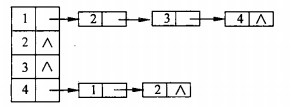 1 2 3 4 ∧
2 ∧
3 ∧
4 1 2 ∧